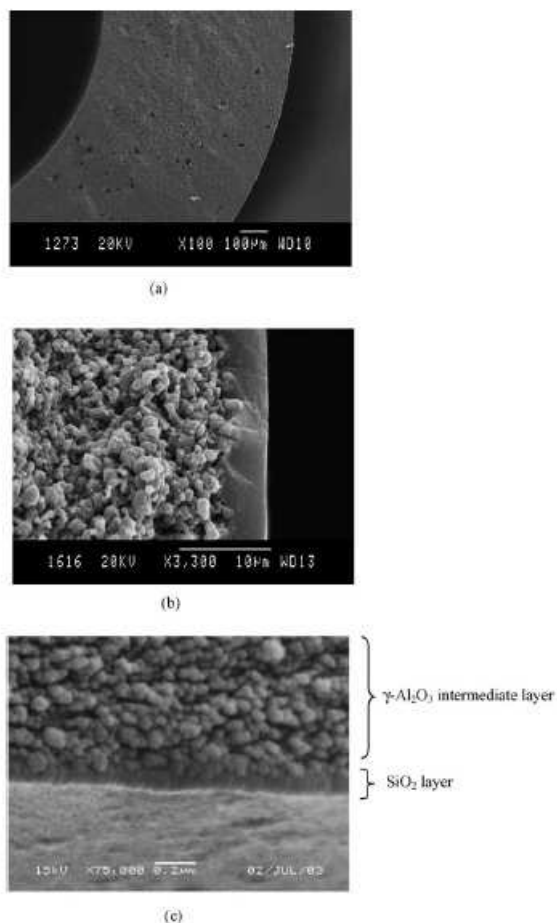 1273 20KV X100 100µm WD10
(a)
1616 20KV X3,300 10µm WD13
(b)
γ-Al₂O₃ intermediate layer
SiO₂ layer
15kV X75,000 0.2µm 02/JUL/03
(c)